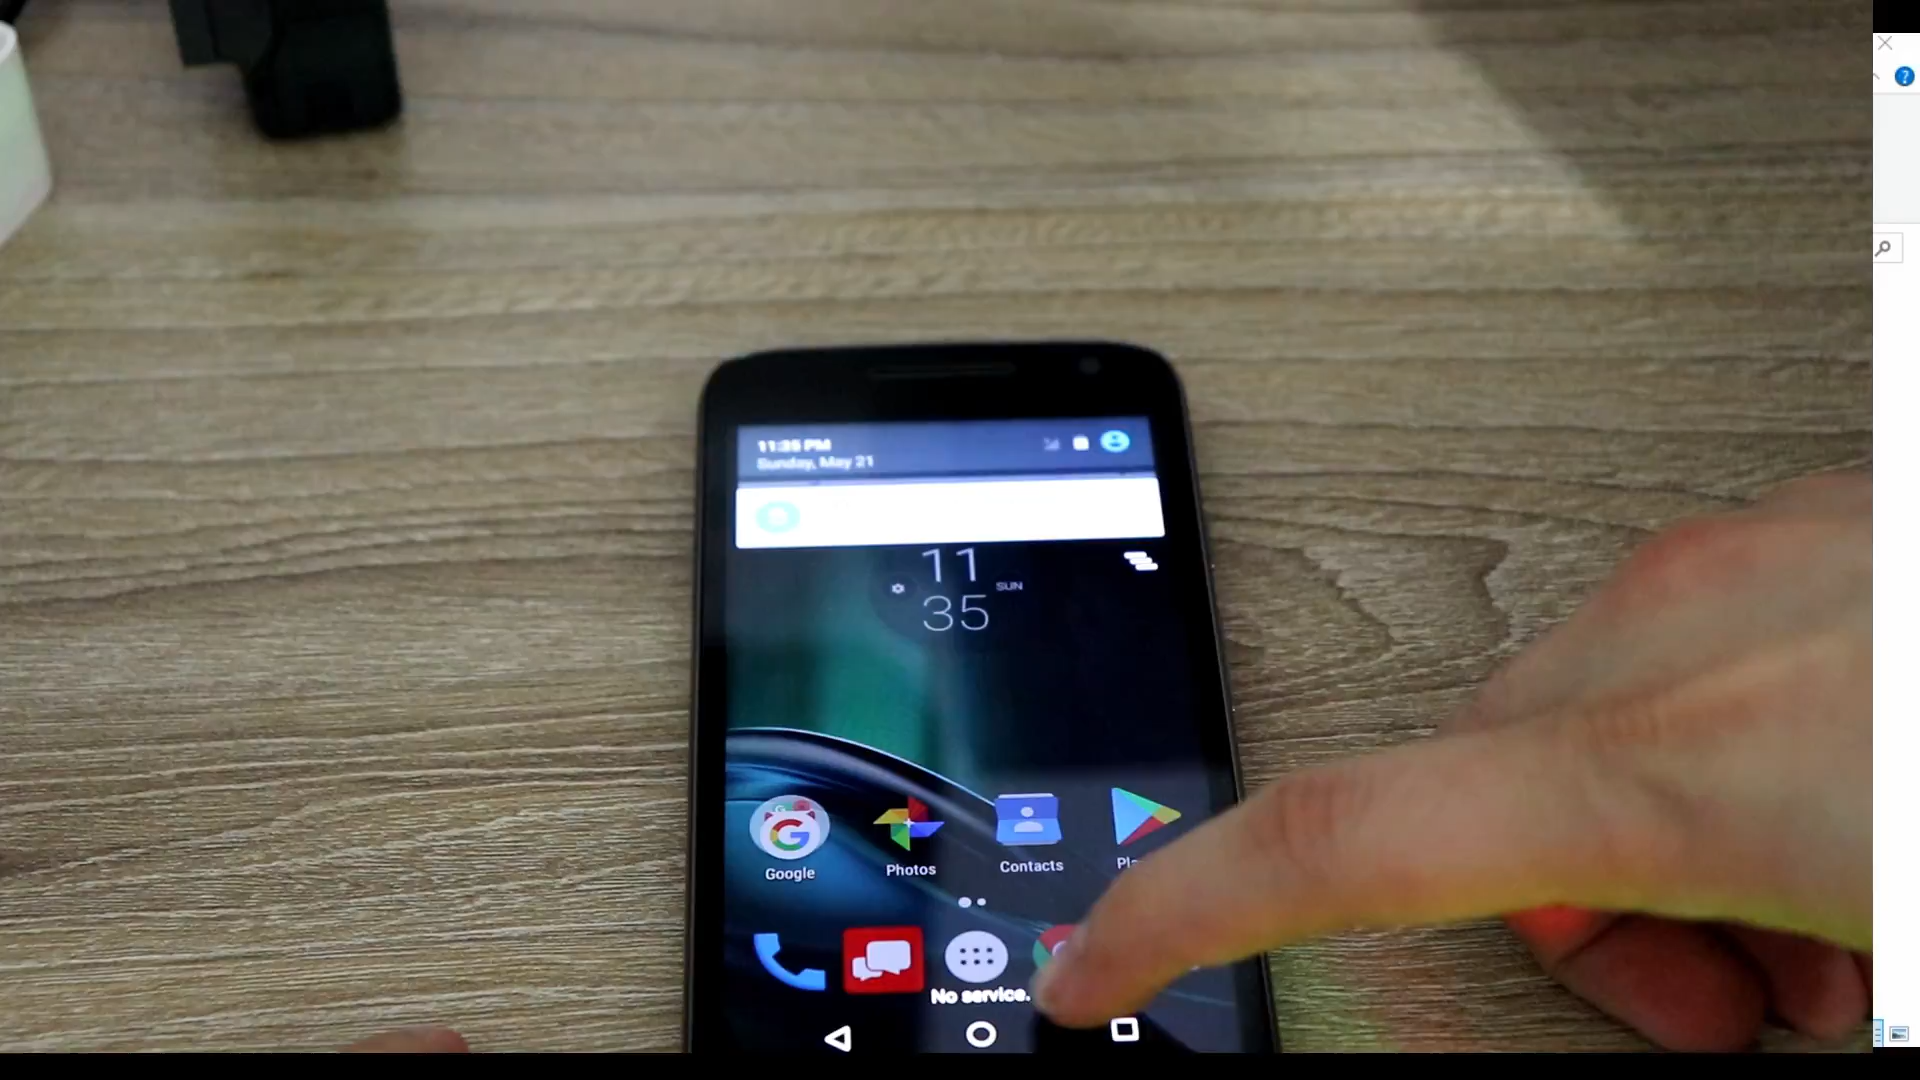 11:35 PM
Sunday, May 21
11
35
SUN
Google
Photos
Contacts
No service.